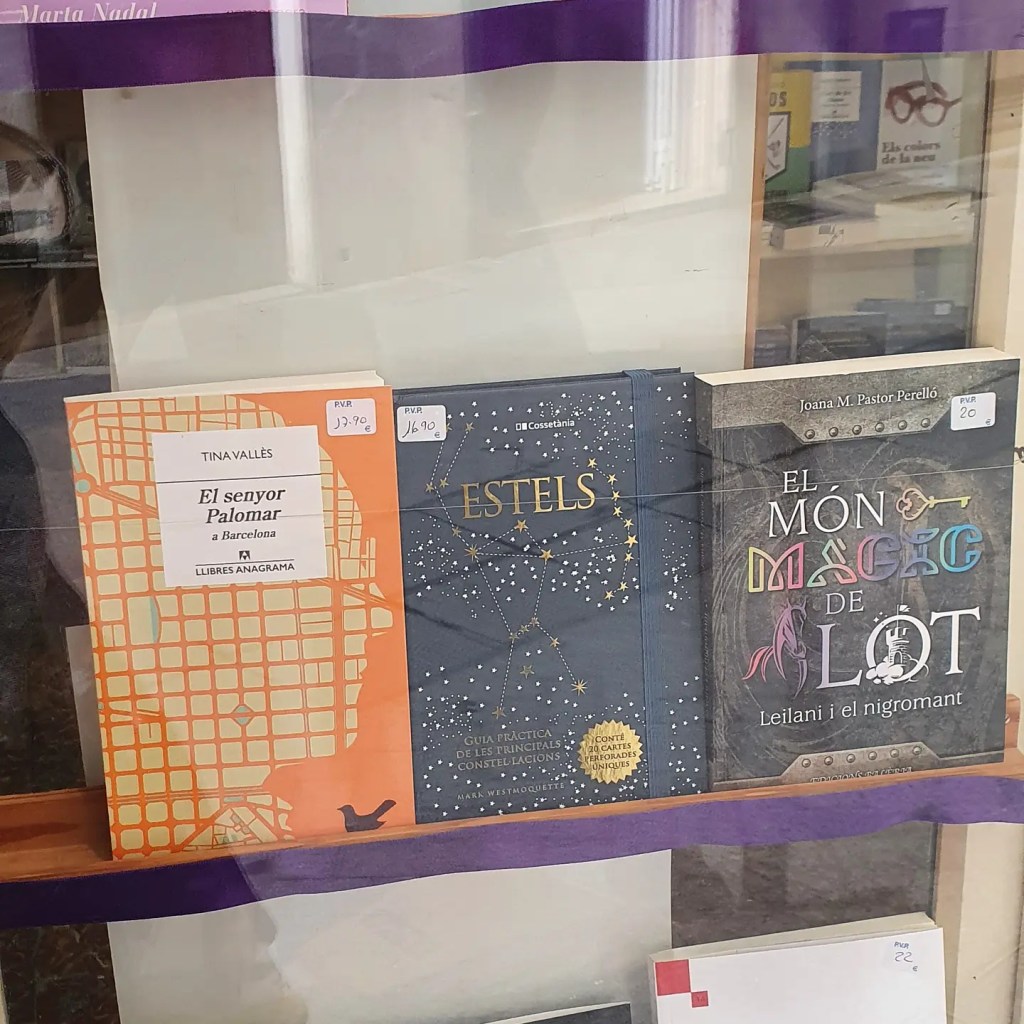 Marta Nadal
Els colors
de la neu
P.V.P.
17.90
€
TINA VALLÈS
El senyor
Palomar
a Barcelona
LLIBRES ANAGRAMA
P.V.P.
16.90
€
Cossetània
ESTELS
GUIA PRÀCTICA
DE LES PRINCIPALS
CONSTEL·LACIONS
CONTÉ
20 CARTES
PERFORADES
ÚNIQUES
MARK WESTMOQUETTE
P.V.P.
20
€
Joana M. Pastor Perelló
EL
MÓN
MÀGIC
DE
LOT
Leilani i el nigromant
P.V.P.
22
€